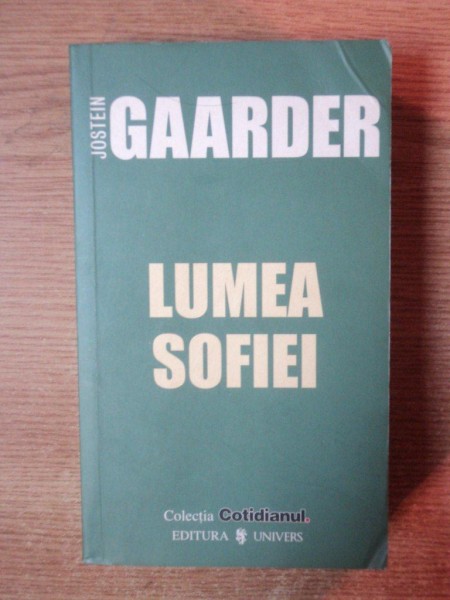 JOSTEIN
GAARDER
LUMEA
SOFIEI
Colecția Cotidianul.
EDITURA UNIVERS